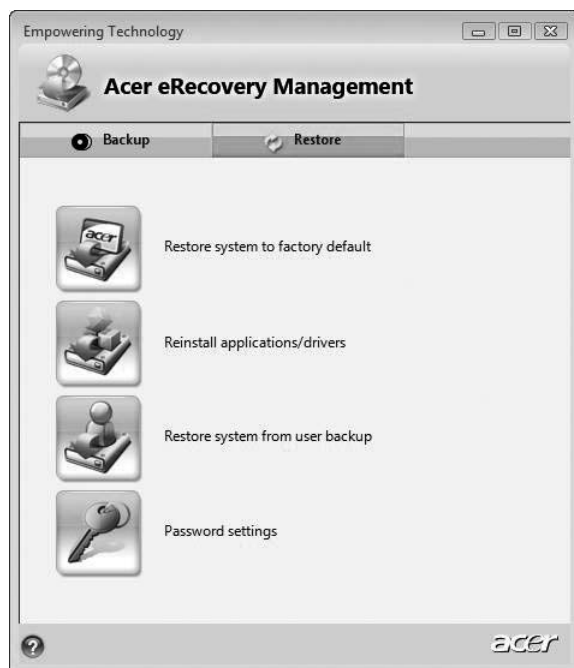 Empowering Technology
Acer eRecovery Management
Backup
Restore
acer
Restore system to factory default
Reinstall applications/drivers
Restore system from user backup
Password settings
?
acer